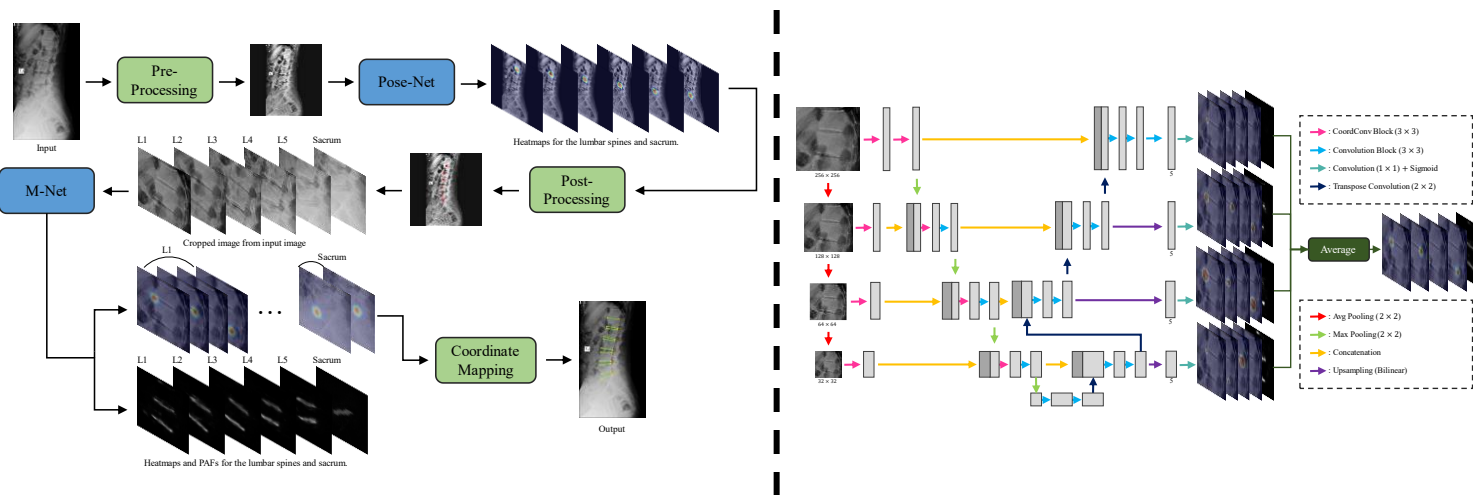 Input
Pre-
Processing
Pose-Net
Heatmaps for the lumbar spines and sacrum.
L1 L2 L3 L4 L5 Sacrum
M-Net
Post-
Processing
Cropped image from input image
L1
Sacrum
...
L1 L2 L3 L4 L5 Sacrum
Heatmaps and PAFs for the lumbar spines and sacrum.
Coordinate
Mapping
Output
256 × 256
128 × 128
64 × 64
32 × 32
5
5
5
5
Average
: CoordConv Block (3 × 3)
: Convolution Block (3 × 3)
: Convolution (1 × 1) + Sigmoid
: Transpose Convolution (2 × 2)
: Avg Pooling (2 × 2)
: Max Pooling (2 × 2)
: Concatenation
: Upsampling (Bilinear)